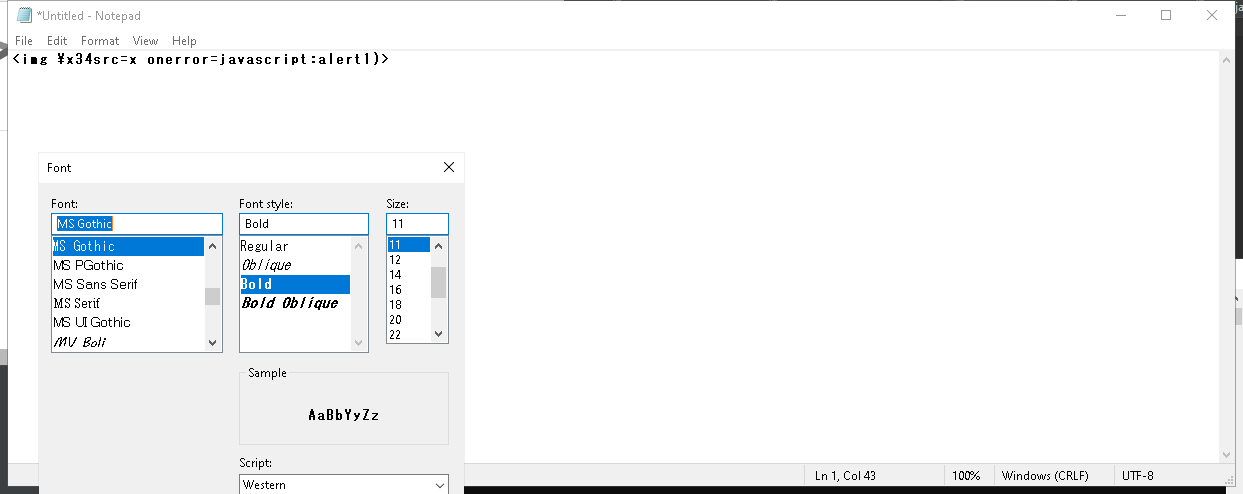 *Untitled - Notepad
File Edit Format View Help
<img ¥x34src=x onerror=javascript:alert1)>
Font
Font: Font style: Size:
MS Gothic Bold 11
MS Gothic Regular 11
MS PGothic Oblique 12
MS Sans Serif Bold 14
MS Serif Bold Oblique 16
MS UI Gothic 18
MV Boli 20
22
Sample
AaBbYyZz
Script:
Western
Ln 1, Col 43 100% Windows (CRLF) UTF-8